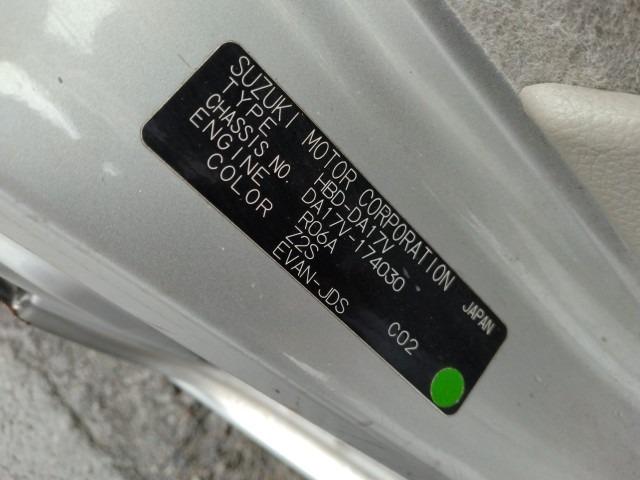 SUZUKI MOTOR CORPORATION JAPAN
TYPE HBD-DA17V
CHASSIS NO. DA17V-174030
ENGINE R06A
COLOR Z2S
EVAN-JDS C02